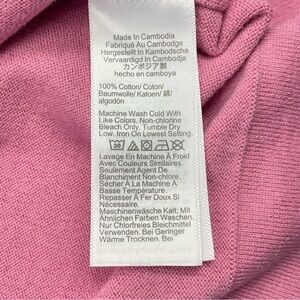 Made In Cambodia
Fabriqué Au Cambodge
Hergestellt in Kambodscha
Vervaardigd In Cambodja
カンボジア製
hecho en camboya
100% Cotton/ Coton/
Baumwolle/ Katoen/ 綿/
algodón
Machine Wash Cold With
Like Colors. Non-chlorine
Bleach Only. Tumble Dry
Low. Iron On Lowest Setting.
Lavage En Machine À Froid
Avec Couleurs Similaires.
Seulement Agent De
Blanchiment Non-chlore.
Sécher À La Machine À
Basse Température.
Repasser À Fer Doux Si
Nécessaire.
Maschinenwäsche Kalt; Mit
Ähnlichen Farben Waschen.
Nur Chlorfreies Bleichmittel
Verwenden. Bei Geringer
Wärme Trocknen. Bei